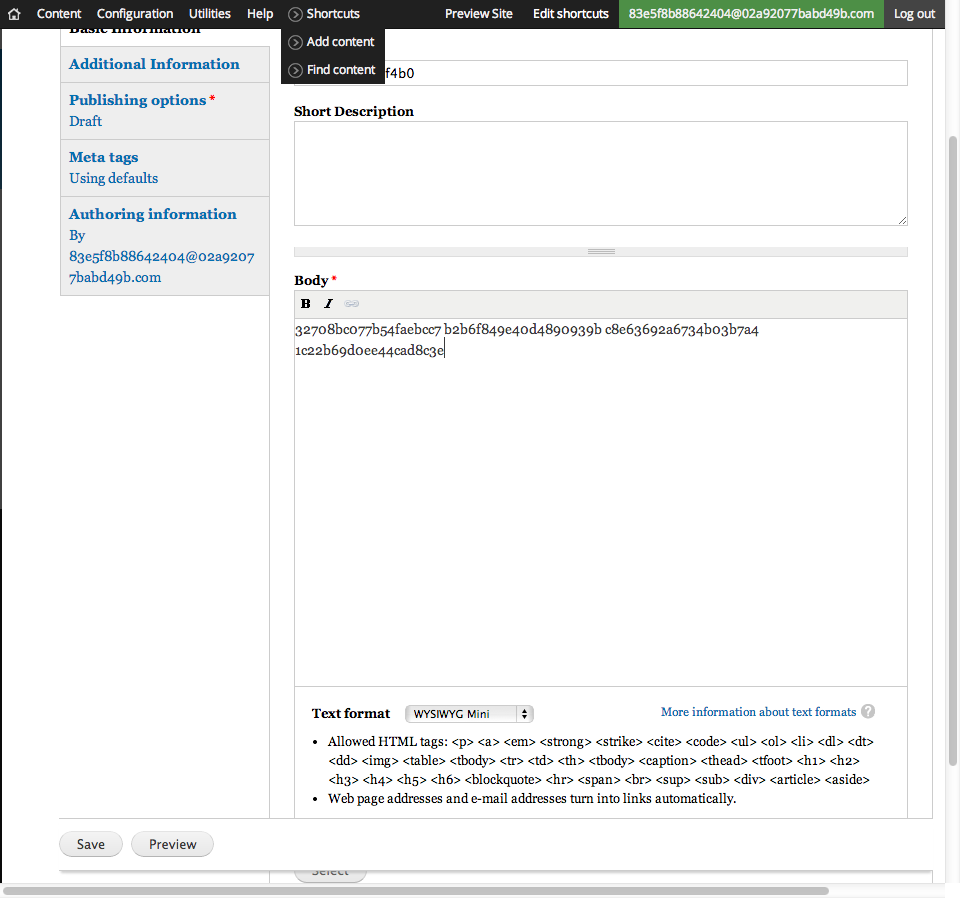 Content Configuration Utilities Help Shortcuts Preview Site Edit shortcuts 83e5f8b88642404@02a92077babd49b.com Log out
Add content
Find content
Basic Information
Additional Information
Publishing options *
Draft
Meta tags
Using defaults
Authoring information
By
83e5f8b88642404@02a9207
7babd49b.com
f4b0
Short Description
Body *
B I
32708bc077b54faebcc7 b2b6f849e40d4890939b c8e63692a6734b03b7a4
1c22b69d0ee44cad8c3e
Text format WYSIWYG Mini More information about text formats ?
• Allowed HTML tags: <p> <a> <em> <strong> <strike> <cite> <code> <ul> <ol> <li> <dl> <dt>
<dd> <img> <table> <tbody> <tr> <td> <th> <tbody> <caption> <thead> <tfoot> <h1> <h2>
<h3> <h4> <h5> <h6> <blockquote> <hr> <span> <br> <sup> <sub> <div> <article> <aside>
• Web page addresses and e-mail addresses turn into links automatically.
Save Preview
Select